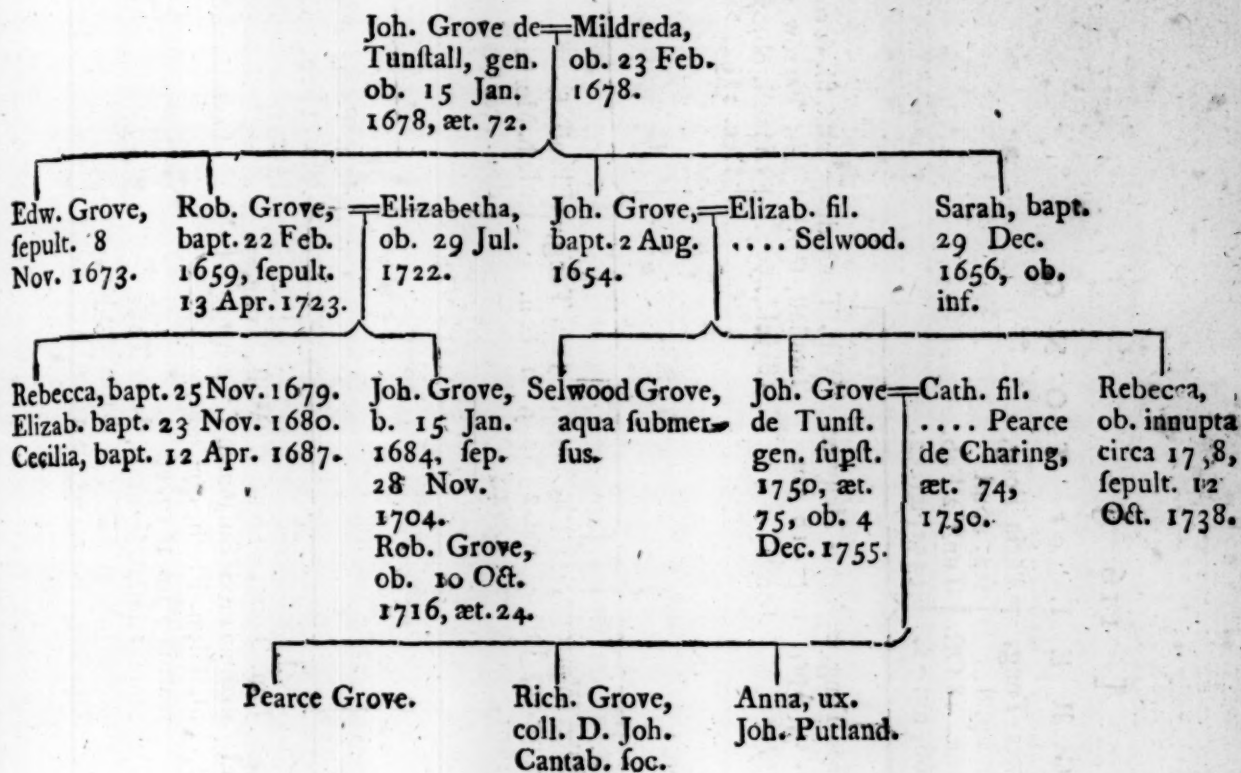 Joh. Grove de=Mildreda,
Tunſtall, gen. ob. 23 Feb.
ob. 15 Jan. 1678.
1678, æt. 72.
Edw. Grove,
ſepult. 8
Nov. 1673.
Rob. Grove,
bapt. 22 Feb.
1659, ſepult.
13 Apr. 1723.
=Elizabetha,
ob. 29 Jul.
1722.
Joh. Grove,
bapt. 2 Aug.
1654.
=Elizab. fil.
.... Selwood.
Sarah, bapt.
29 Dec.
1656, ob.
inf.
Rebecca, bapt. 25 Nov. 1679.
Elizab. bapt. 23 Nov. 1680.
Cecilia, bapt. 12 Apr. 1687.
Joh. Grove,
b. 15 Jan.
1684, ſep.
28 Nov.
1704.
Rob. Grove,
ob. 10 Oct.
1716, æt. 24.
Selwood Grove,
aqua ſubmer-
ſus.
Joh. Grove
de Tunſt.
gen. ſupſt.
1750, æt.
75, ob. 4
Dec. 1755.
=Cath. fil.
.... Pearce
de Charing,
æt. 74,
1750.
Rebecca,
ob. innupta
circa
ſepult. 12
Oct. 1738.
Pearce Grove.
Rich. Grove,
coll. D. Joh.
Cantab. ſoc.
Anna, ux.
Joh. Putland.